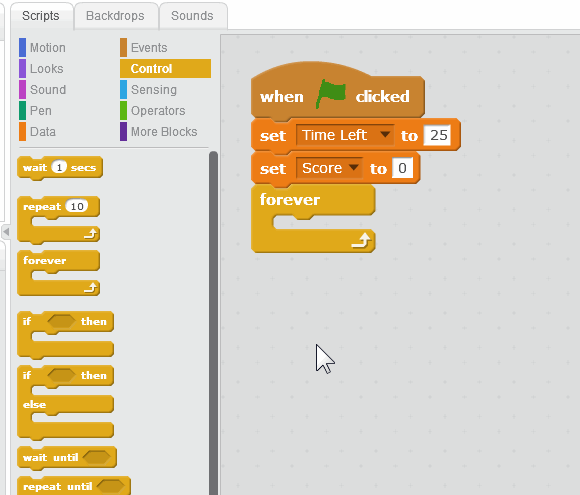 Scripts
Backdrops
Sounds
Motion
Events
Looks
Control
Sound
Sensing
Pen
Operators
Data
More Blocks
wait 1 secs
repeat 10
forever
if then
if then
else
wait until
repeat until
when clicked
set Time Left to 25
set Score to 0
forever